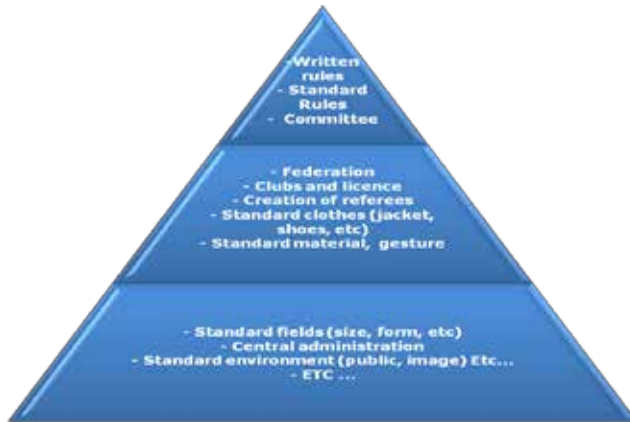 -Written
rules
- Standard
Rules
- Committee
- Federation
- Clubs and licence
- Creation of referees
- Standard clothes (jacket,
shoes, etc)
- Standard material, gesture
- Standard fields (size, form, etc)
- Central administration
- Standard environment (public, image) Etc...
- ETC ...